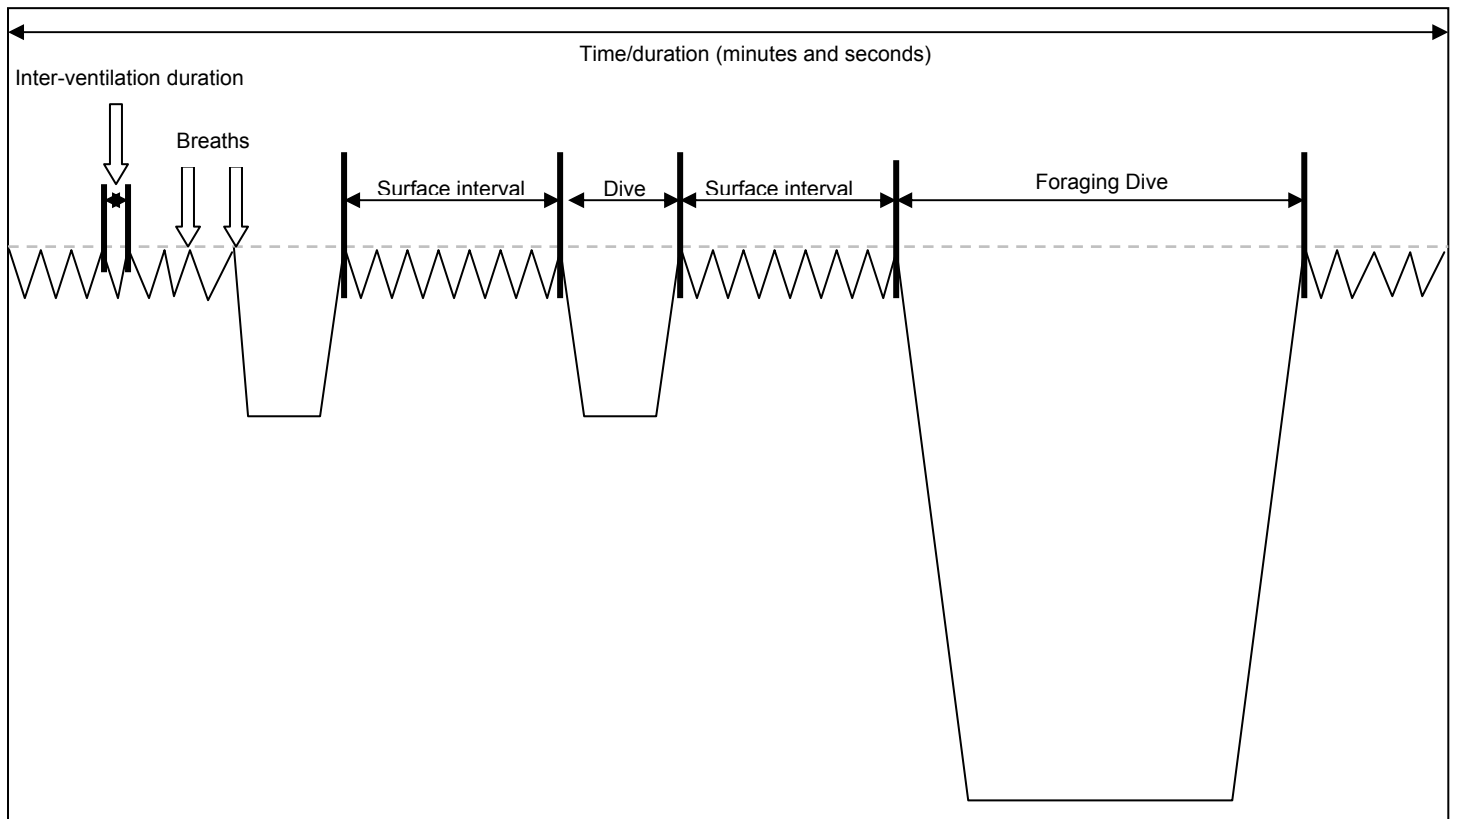 Time/duration (minutes and seconds)
Inter-ventilation duration
Breaths
Surface interval
Dive
Surface interval
Foraging Dive